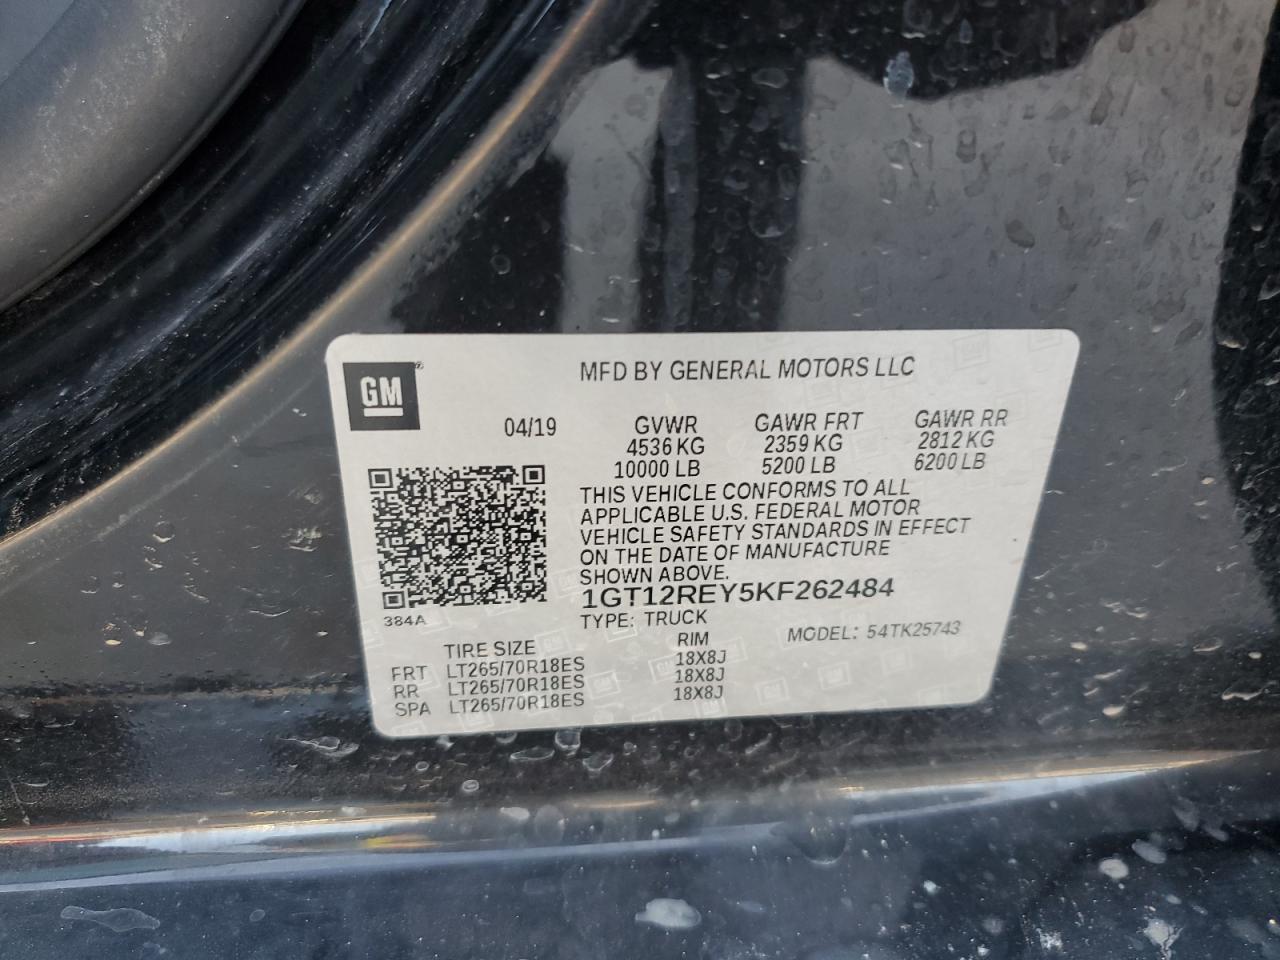 GM
MFD BY GENERAL MOTORS LLC
04/19 GVWR GAWR FRT GAWR RR
4536 KG 2359 KG 2812 KG
10000 LB 5200 LB 6200 LB
THIS VEHICLE CONFORMS TO ALL
APPLICABLE U.S. FEDERAL MOTOR
VEHICLE SAFETY STANDARDS IN EFFECT
ON THE DATE OF MANUFACTURE
SHOWN ABOVE.
1GT12REY5KF262484
384A
TYPE: TRUCK MODEL: 54TK25743
TIRE SIZE RIM
FRT LT265/70R18ES 18X8J
RR LT265/70R18ES 18X8J
SPA LT265/70R18ES 18X8J